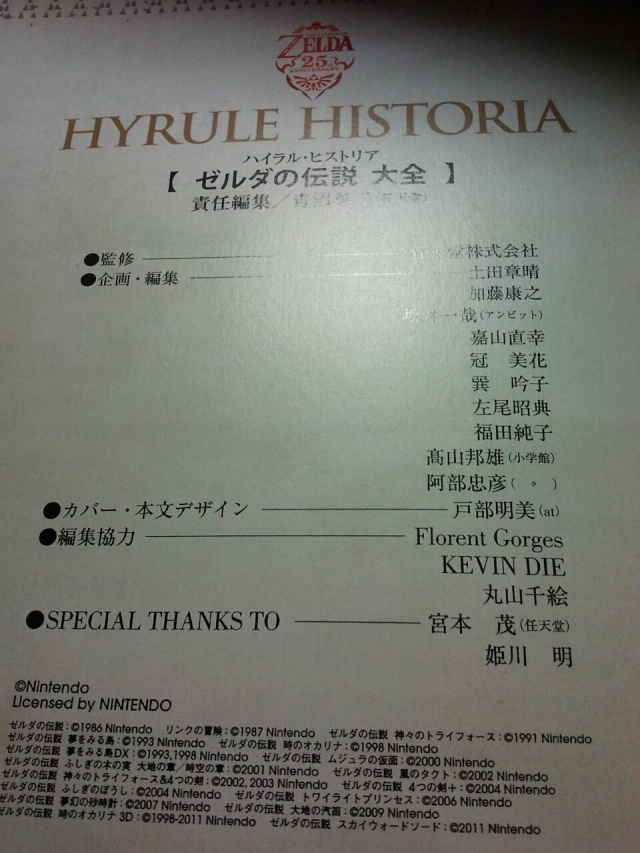 ZELDA
25th
ANNIVERSARY
HYRULE HISTORIA
ハイラル・ヒストリア
【 ゼルダの伝説 大全 】
責任編集／青沼
●監修 株式会社
●企画・編集 土田章晴
加藤康之
一哉(アンビット)
嘉山直幸
冠 美花
巽 吟子
左尾昭典
福田純子
髙山邦雄(小学館)
阿部忠彦( 〃 )
●カバー・本文デザイン 戸部明美(at)
●編集協力 Florent Gorges
KEVIN DIE
丸山千絵
●SPECIAL THANKS TO 宮本 茂(任天堂)
姫川 明
©Nintendo
Licensed by NINTENDO
ゼルダの伝説:©1986 Nintendo リンクの冒険:©1987 Nintendo ゼルダの伝説 神々のトライフォース:©1991 Nintendo
ゼルダの伝説 夢をみる島:©1993 Nintendo ゼルダの伝説 時のオカリナ:©1998 Nintendo
ゼルダの伝説 夢をみる島DX:©1993,1998 Nintendo ゼルダの伝説 ムジュラの仮面:©2000 Nintendo
ゼルダの伝説 ふしぎの木の実 大地の章/時空の章:©2001 Nintendo ゼルダの伝説 風のタクト:©2002 Nintendo
ゼルダの伝説 神々のトライフォース&4つの剣:©2002, 2003 Nintendo ゼルダの伝説 4つの剣＋:©2004 Nintendo
ゼルダの伝説 ふしぎのぼうし:©2004 Nintendo ゼルダの伝説 トワイライトプリンセス:©2006 Nintendo
ゼルダの伝説 夢幻の砂時計:©2007 Nintendo ゼルダの伝説 大地の汽笛:©2009 Nintendo
ゼルダの伝説 時のオカリナ 3D:©1998-2011 Nintendo ゼルダの伝説 スカイウォードソード:©2011 Nintendo